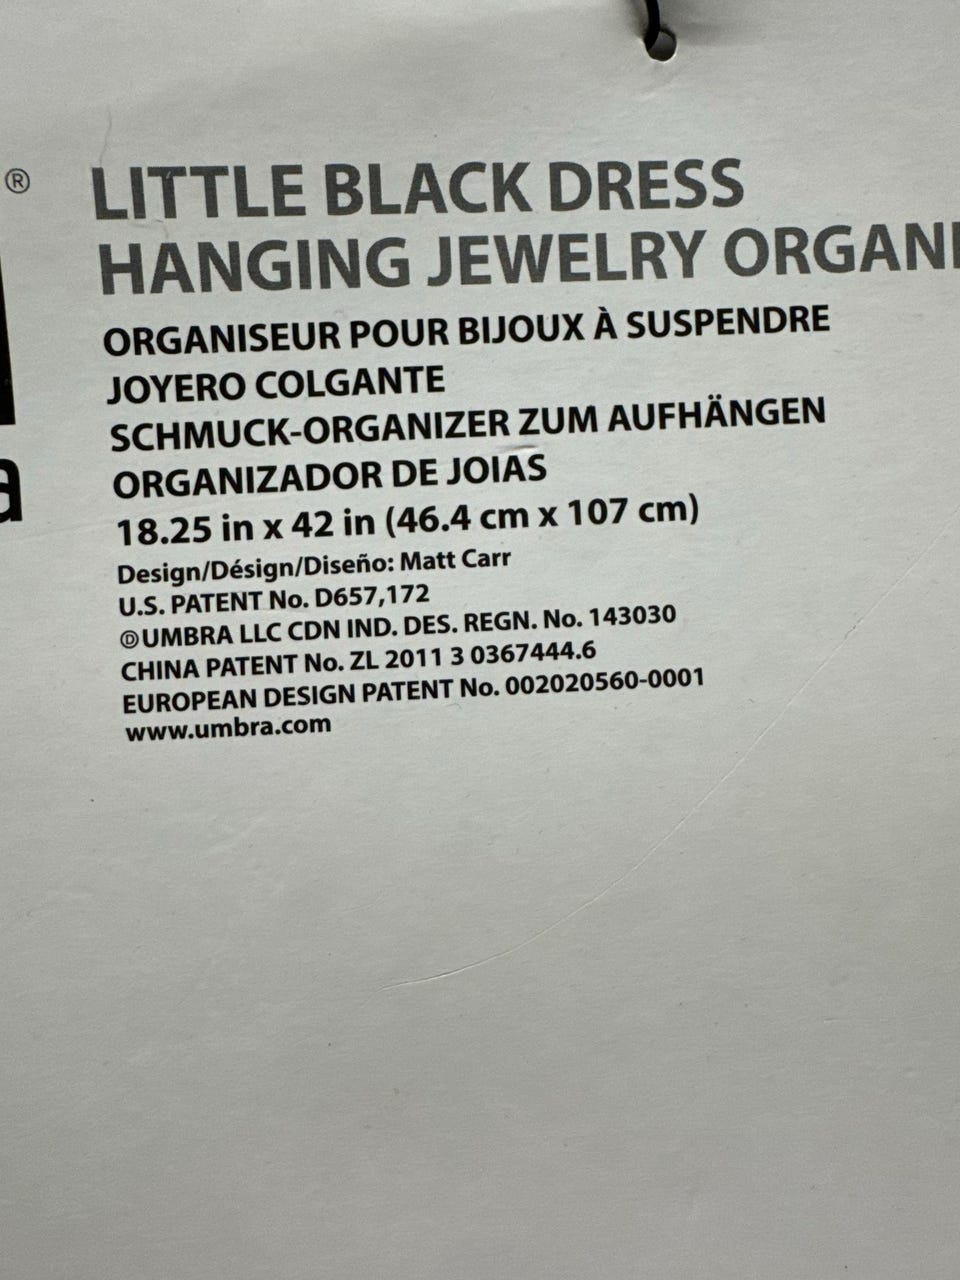 ®
LITTLE BLACK DRESS
HANGING JEWELRY ORGANI
ORGANISEUR POUR BIJOUX À SUSPENDRE
JOYERO COLGANTE
SCHMUCK-ORGANIZER ZUM AUFHÄNGEN
ORGANIZADOR DE JOIAS
a
18.25 in x 42 in (46.4 cm x 107 cm)
Design/Désign/Diseño: Matt Carr
U.S. PATENT No. D657,172
ⒹUMBRA LLC CDN IND. DES. REGN. No. 143030
CHINA PATENT No. ZL 2011 3 0367444.6
EUROPEAN DESIGN PATENT No. 002020560-0001
www.umbra.com